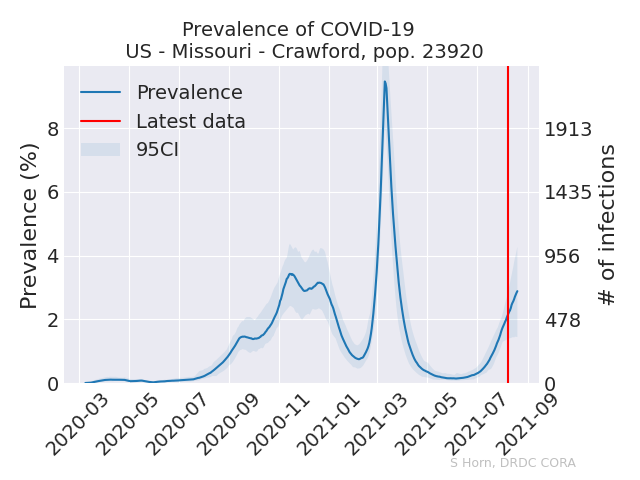 Prevalence of COVID-19
US - Missouri - Crawford, pop. 23920
Prevalence
Latest data
95CI
Prevalence (%)
8
6
4
2
0
1913
1435
956
478
0
# of infections
2020-03
2020-05
2020-07
2020-09
2020-11
2021-01
2021-03
2021-05
2021-07
2021-09
S Horn, DRDC CORA